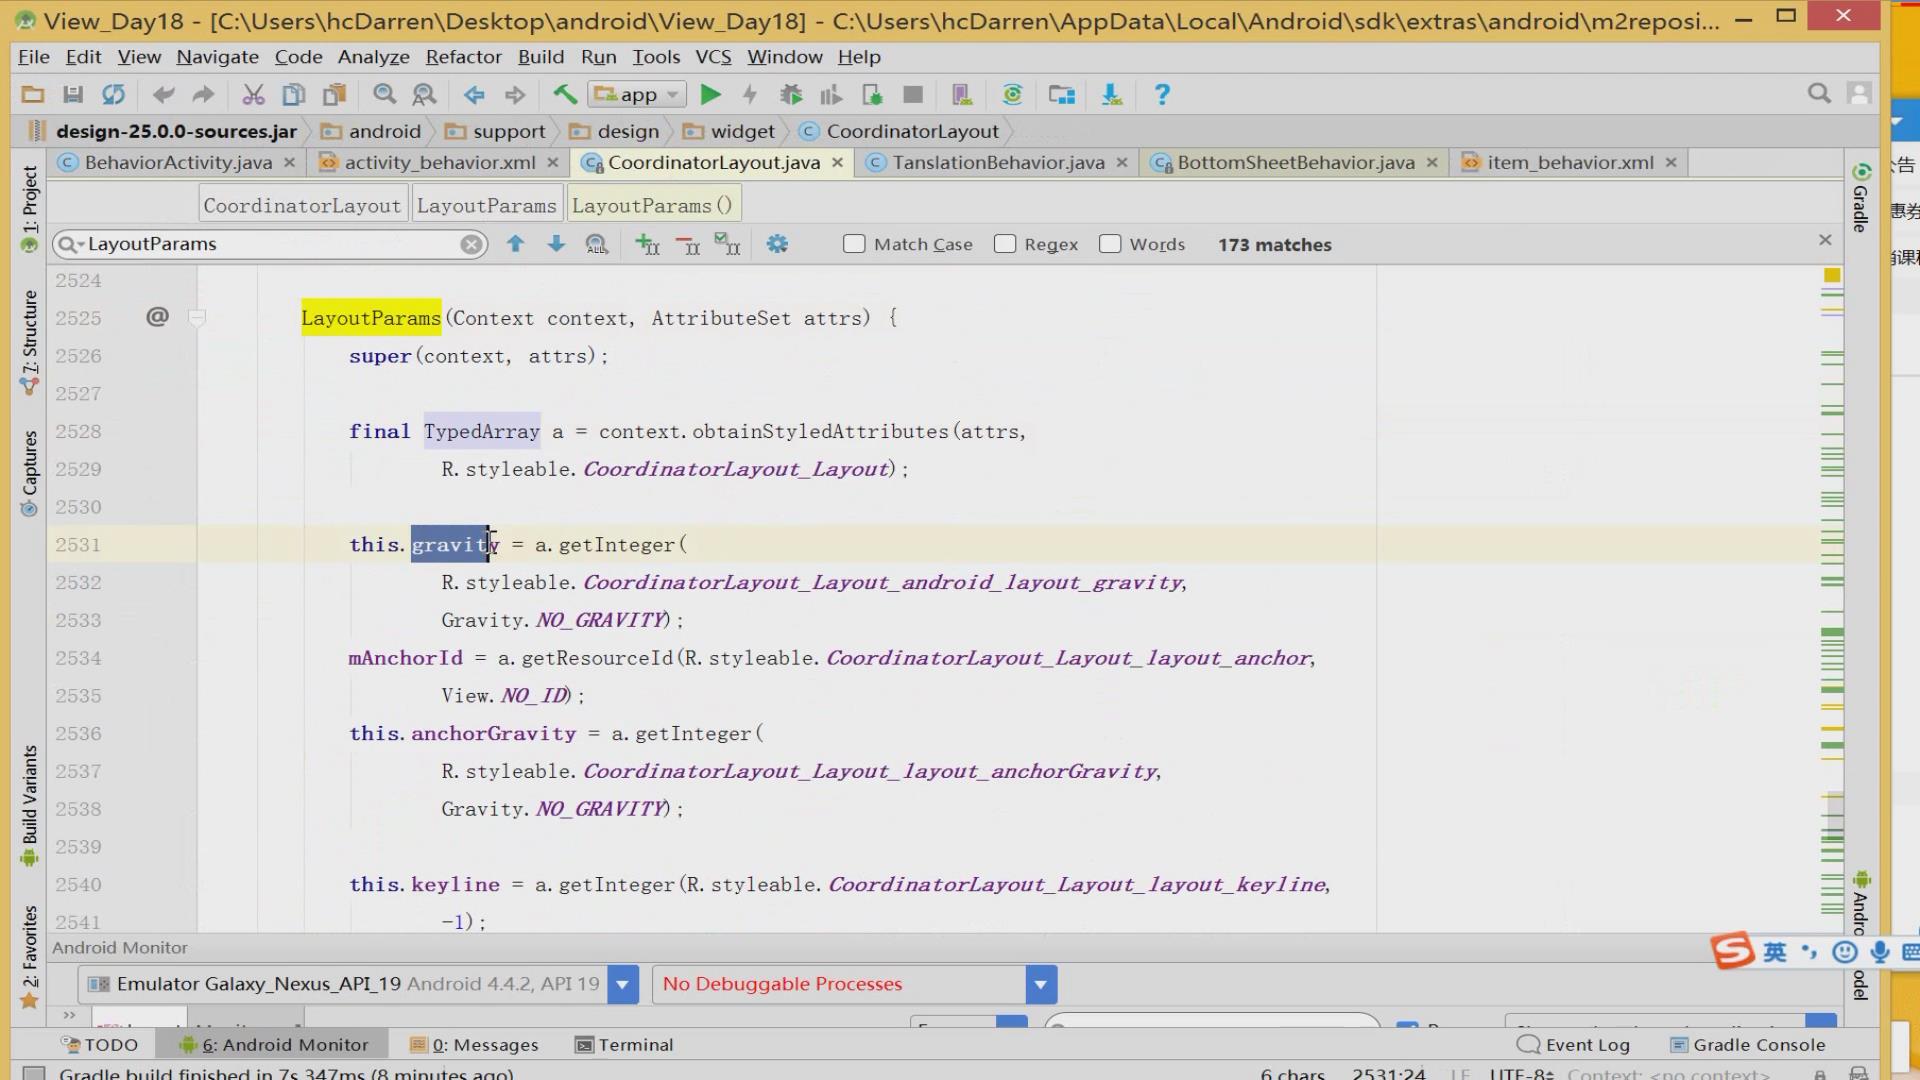 View_Day18 - [C:\Users\hcDarren\Desktop\android\View_Day18] - C:\Users\hcDarren\AppData\Local\Android\sdk\extras\android\m2reposi...
File Edit View Navigate Code Analyze Refactor Build Run Tools VCS Window Help
app
design-25.0.0-sources.jar android support design widget CoordinatorLayout
BehaviorActivity.java activity_behavior.xml CoordinatorLayout.java TanslationBehavior.java BottomSheetBehavior.java item_behavior.xml
CoordinatorLayout LayoutParams LayoutParams()
LayoutParams Match Case Regex Words 173 matches
2524
2525 @ LayoutParams(Context context, AttributeSet attrs) {
2526 super(context, attrs);
2527
2528 final TypedArray a = context.obtainStyledAttributes(attrs,
2529 R.styleable.CoordinatorLayout_Layout);
2530
2531 this.gravity = a.getInteger(
2532 R.styleable.CoordinatorLayout_Layout_android_layout_gravity,
2533 Gravity.NO_GRAVITY);
2534 mAnchorId = a.getResourceId(R.styleable.CoordinatorLayout_Layout_layout_anchor,
2535 View.NO_ID);
2536 this.anchorGravity = a.getInteger(
2537 R.styleable.CoordinatorLayout_Layout_layout_anchorGravity,
2538 Gravity.NO_GRAVITY);
2539
2540 this.keyline = a.getInteger(R.styleable.CoordinatorLayout_Layout_layout_keyline,
2541 -1);
1: Project
7: Structure
Captures
Build Variants
2: Favorites
Gradle
英
Android Monitor
Emulator Galaxy_Nexus_API_19 Android 4.4.2, API 19 No Debuggable Processes
TODO 6: Android Monitor 0: Messages Terminal Event Log Gradle Console
Gradle build finished in 7s 347ms (8 minutes ago) 6 chars 2531:24 LF UTF-8 Context: <no context>